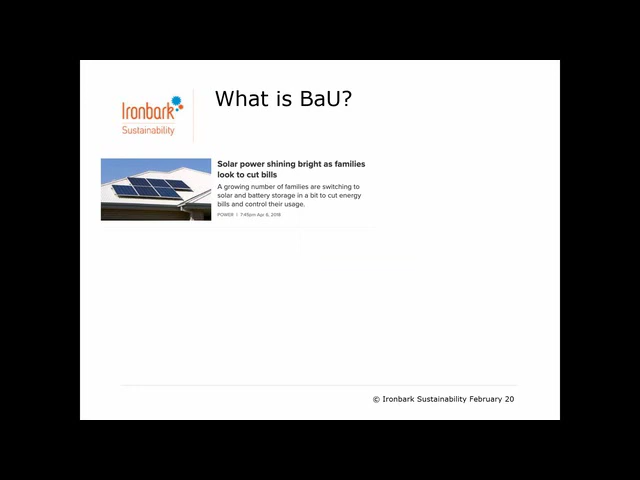 What is BaU?
Ironbark
Sustainability
Solar power shining bright as families
look to cut bills
A growing number of families are switching to
solar and battery storage in a bit to cut energy
bills and control their usage.
POWER | 7:45pm Apr 8, 2018
© Ironbark Sustainability February 20